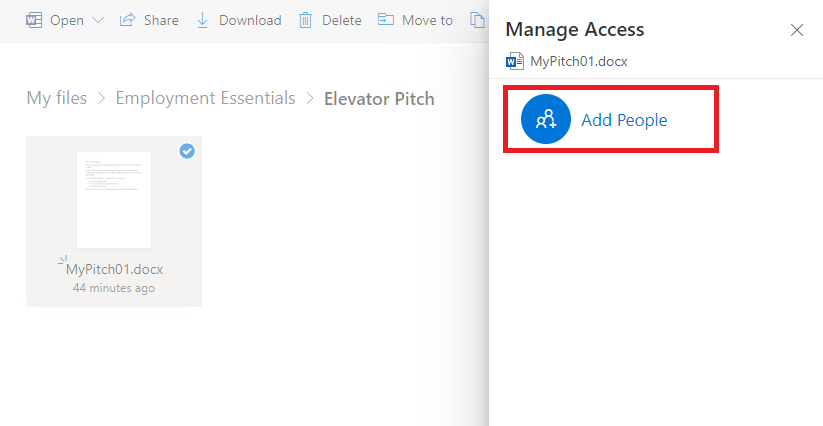 Open Share Download Delete Move to
My files > Employment Essentials > Elevator Pitch
MyPitch01.docx
44 minutes ago
Manage Access
MyPitch01.docx
Add People